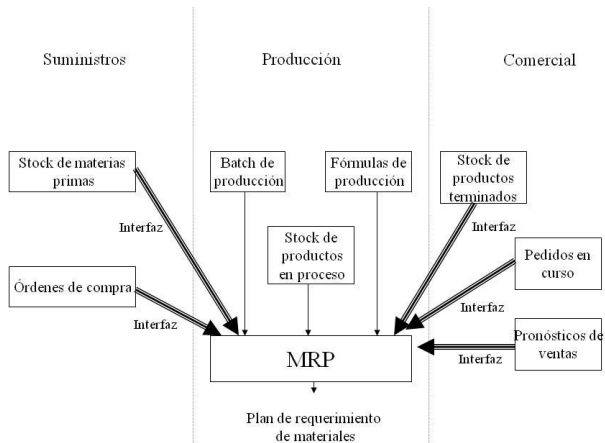 Suministros
Producción
Comercial
Stock de materias
primas
Batch de
producción
Fórmulas de
producción
Stock de
productos
terminados
Interfaz
Interfaz
Stock de
productos
en proceso
Pedidos en
curso
Órdenes de compra
Interfaz
Interfaz
MRP
Pronósticos de
ventas
Interfaz
Plan de requerimiento
de materiales